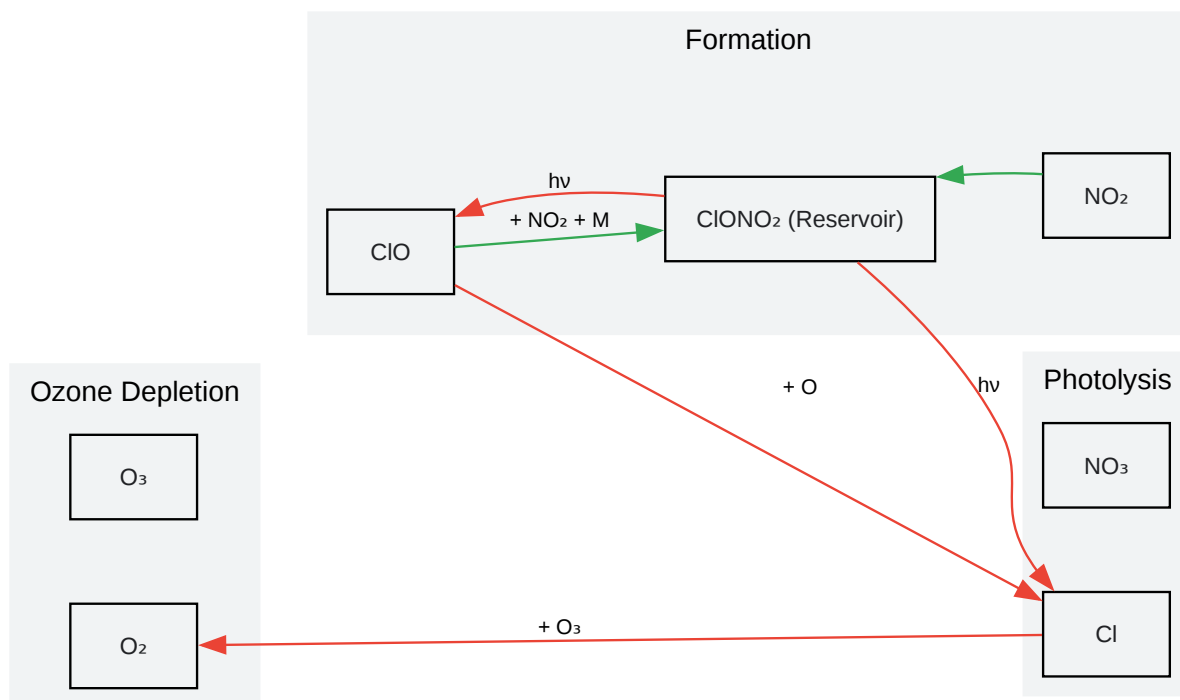 Formation
hν
NO₂
ClONO₂ (Reservoir)
+ NO₂ + M
ClO
Photolysis
+ O
hν
Ozone Depletion
NO₃
O₃
+ O₃
Cl
O₂